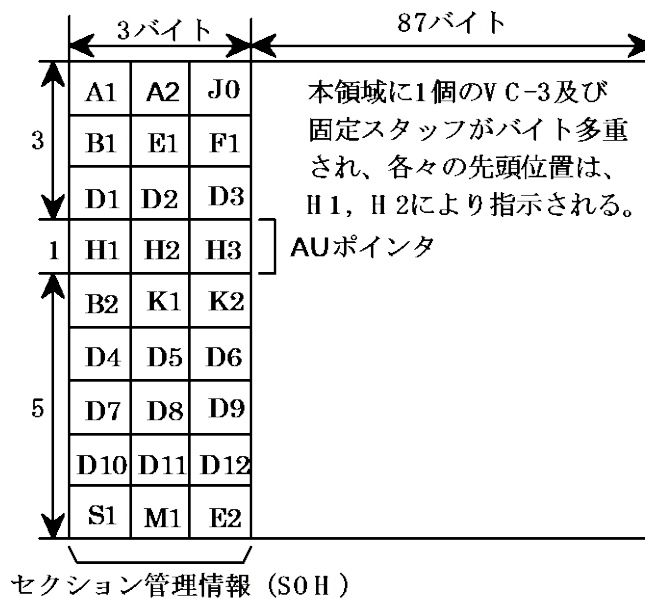 3バイト 87バイト
A1 A2 J0
本領域に1個のVC-3及び
固定スタッフがバイト多重
され、各々の先頭位置は、
H1, H2により指示される。
3 B1 E1 F1
D1 D2 D3
1 H1 H2 H3 AUポインタ
B2 K1 K2
D4 D5 D6
5 D7 D8 D9
D10 D11 D12
S1 M1 E2
セクション管理情報 (SOH)